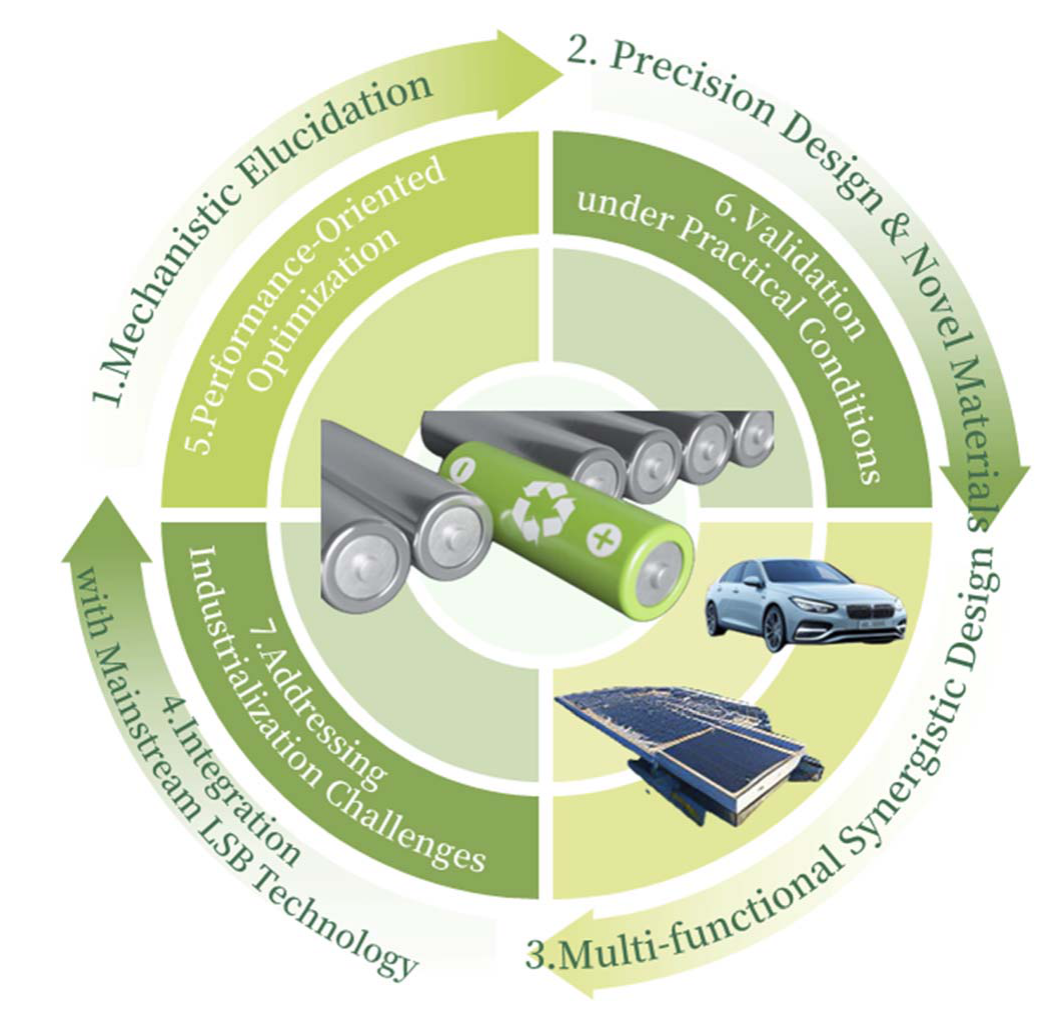 1.Mechanistic Elucidation
2. Precision Design & Novel Materials
3.Multi-functional Synergistic Design
4.Integration
with Mainstream LSB Technology
5.Performance-Oriented
Optimization
6.Validation
under Practical Conditions
7.Addressing
Industrialization Challenges